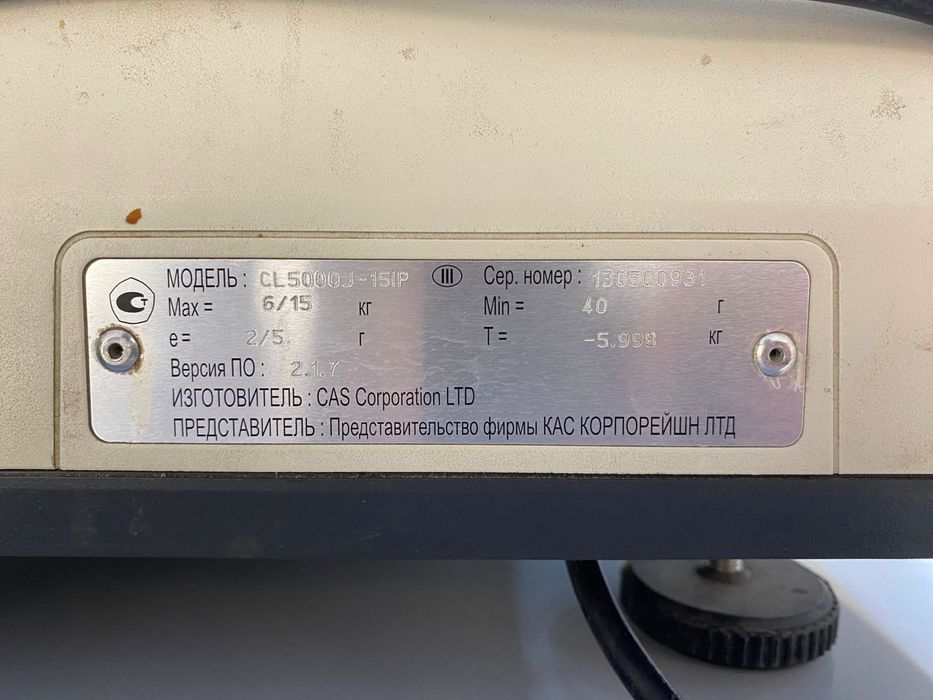 МОДЕЛЬ : CL5000J-15IP III Сер. номер : 130500931
Max = 6/15 кг Min = 40 г
e = 2/5 г T = -5.998 кг
Версия ПО : 2.1.7
ИЗГОТОВИТЕЛЬ : CAS Corporation LTD
ПРЕДСТАВИТЕЛЬ : Представительство фирмы КАС КОРПОРЕЙШН ЛТД